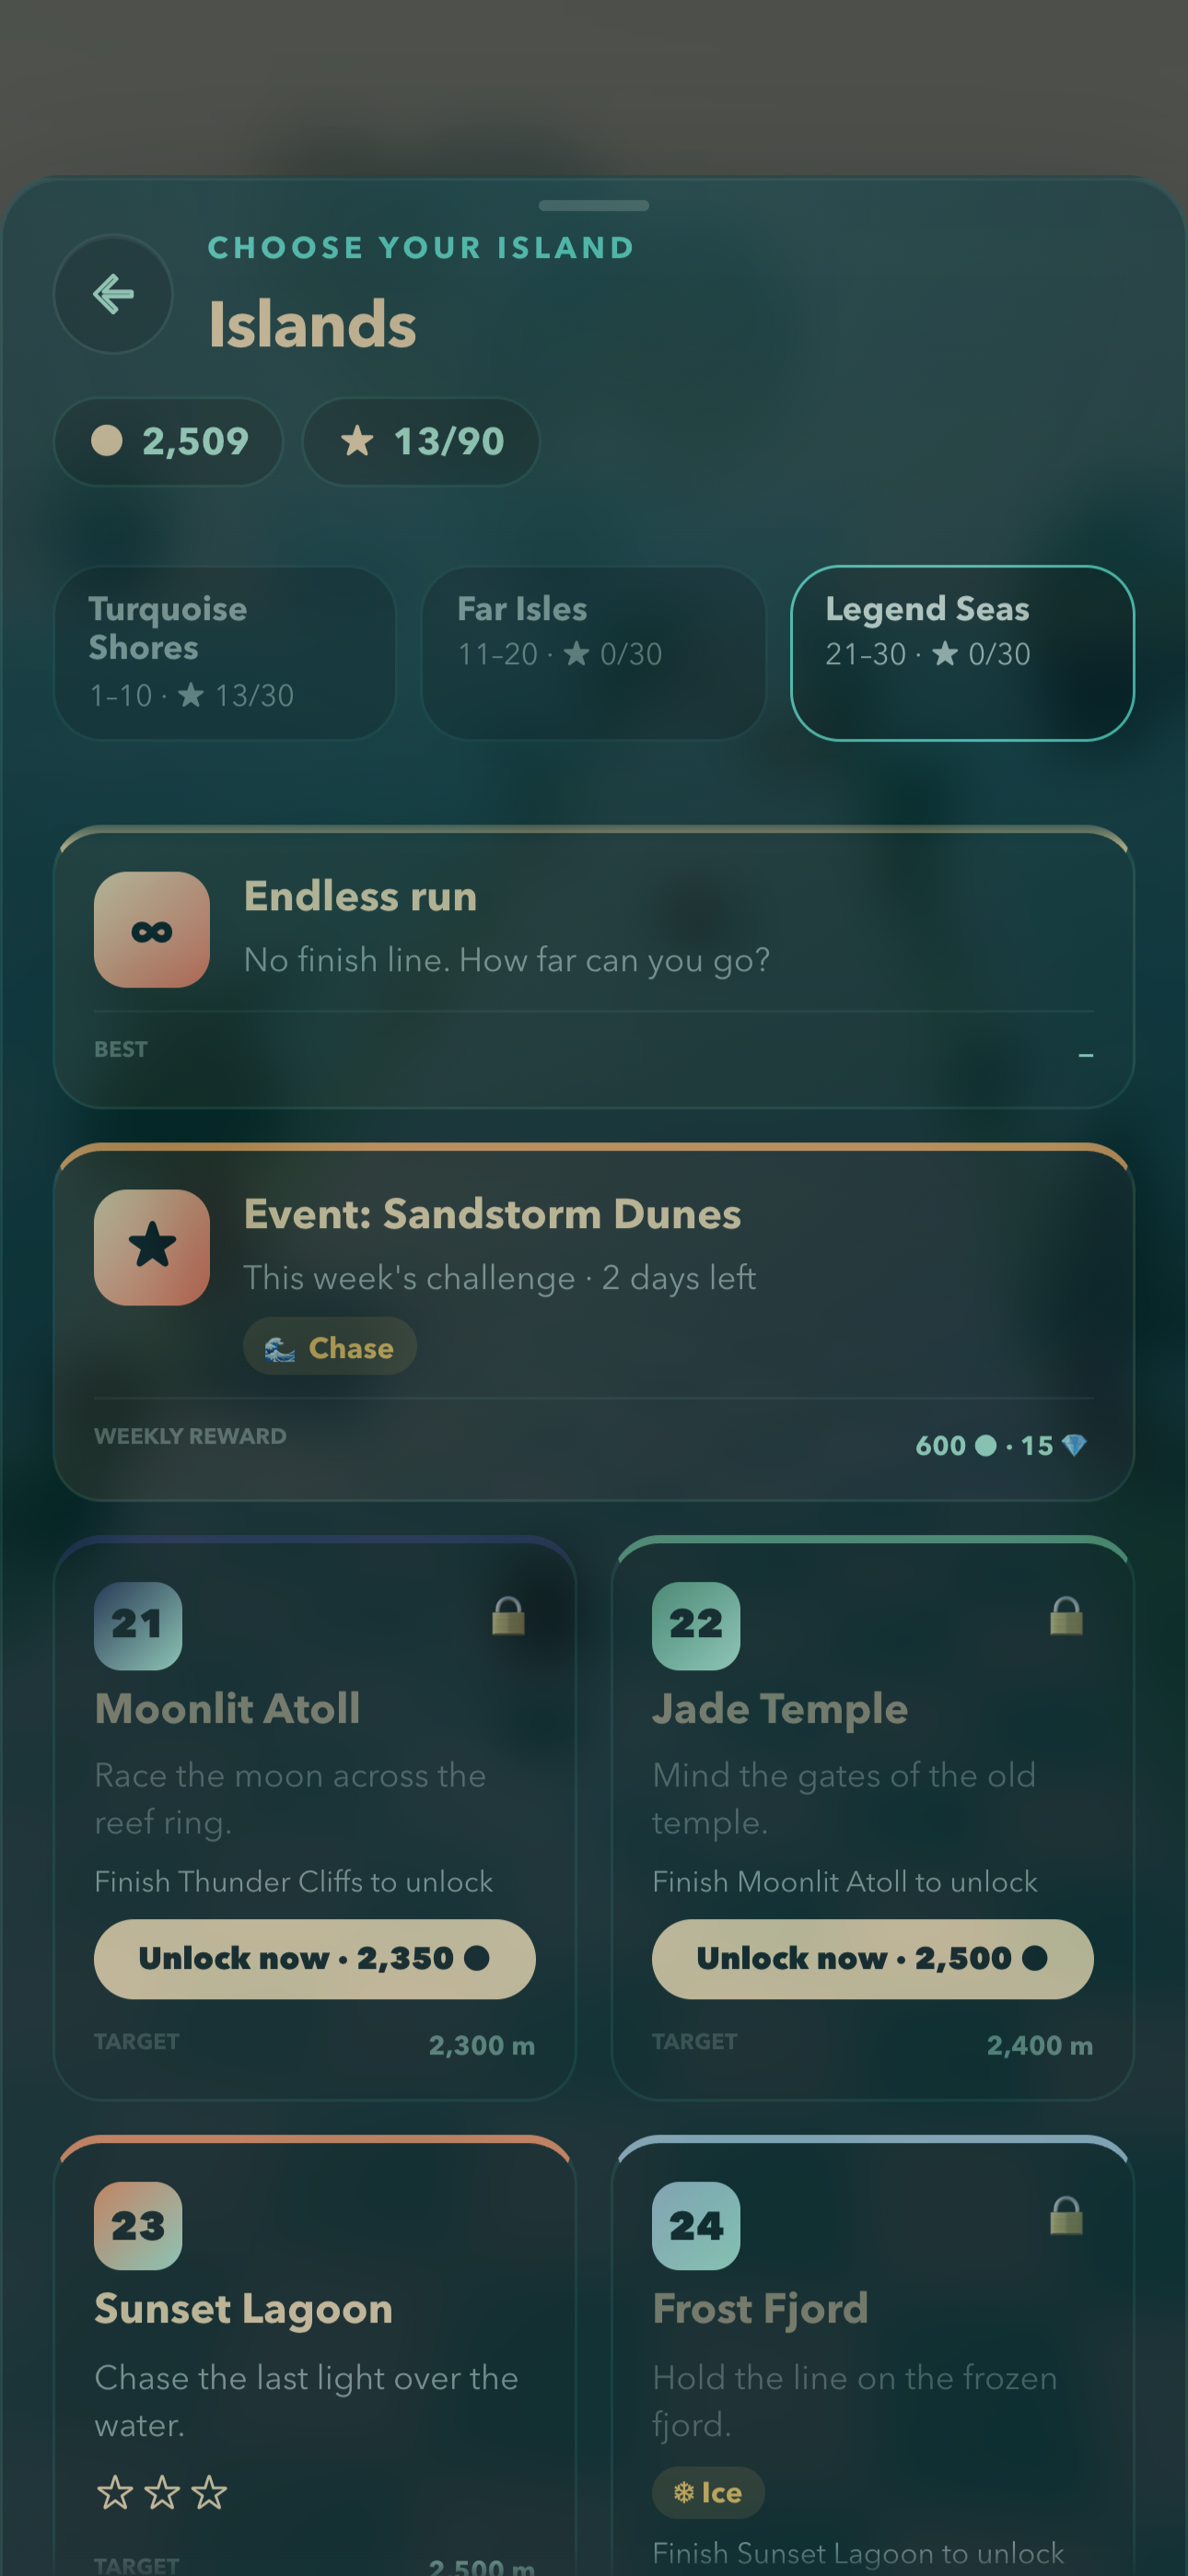 CHOOSE YOUR ISLAND
Islands
2,509
★ 13/90
Turquoise
Shores
1–10 · ★ 13/30
Far Isles
11–20 · ★ 0/30
Legend Seas
21–30 · ★ 0/30
∞
Endless run
No finish line. How far can you go?
BEST
–
Event: Sandstorm Dunes
This week's challenge · 2 days left
🌊 Chase
WEEKLY REWARD
600 ● · 15 💎
21
Moonlit Atoll
Race the moon across the
reef ring.
Finish Thunder Cliffs to unlock
Unlock now · 2,350 ●
TARGET
2,300 m
22
Jade Temple
Mind the gates of the old
temple.
Finish Moonlit Atoll to unlock
Unlock now · 2,500 ●
TARGET
2,400 m
23
Sunset Lagoon
Chase the last light over the
water.
☆☆☆
TARGET
2,500 m
24
Frost Fjord
Hold the line on the frozen
fjord.
❄ Ice
Finish Sunset Lagoon to unlock